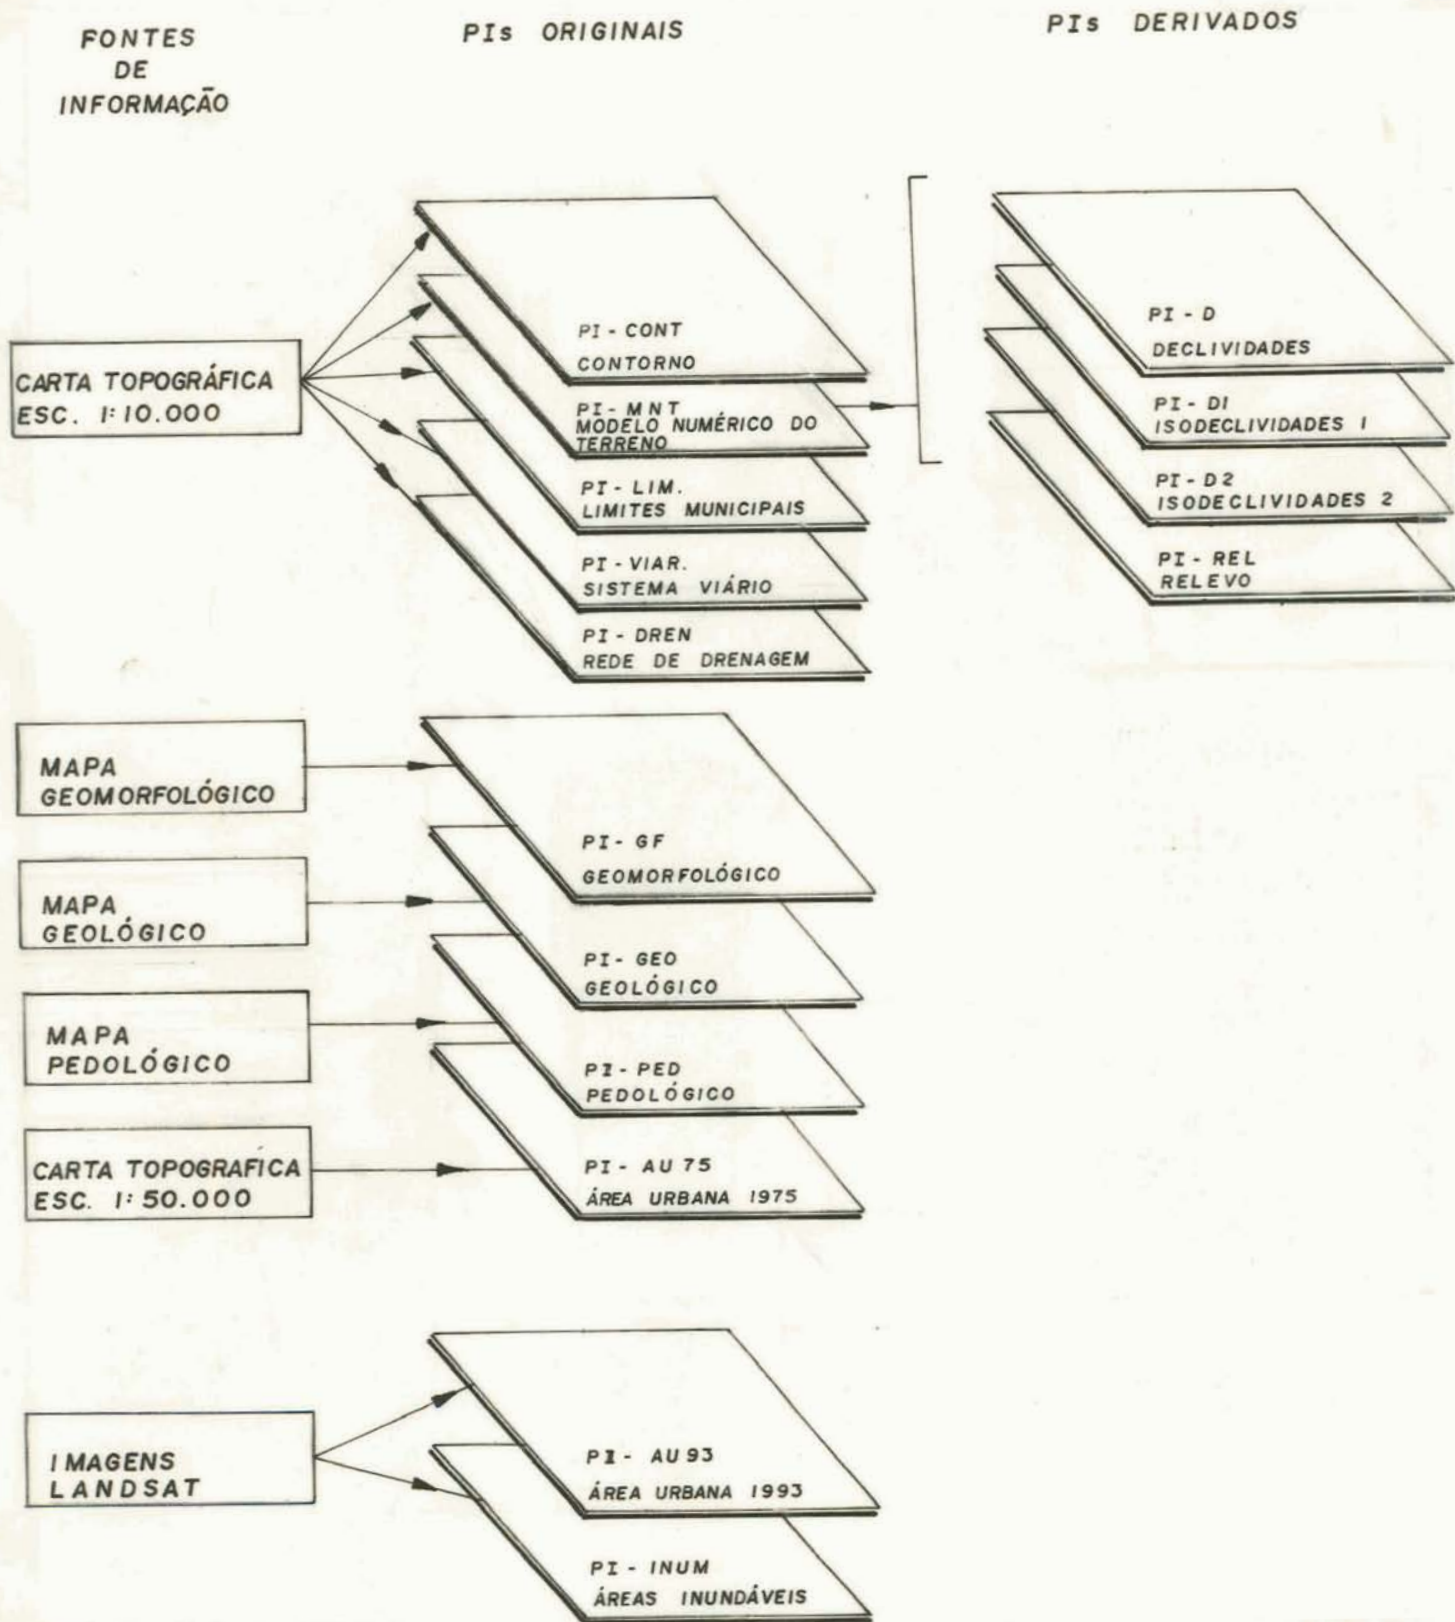 FONTES
DE
INFORMAÇÃO
PIs ORIGINAIS
PIs DERIVADOS
CARTA TOPOGRÁFICA
ESC. 1:10.000
PI - CONT
CONTORNO
PI - MNT
MODELO NUMÉRICO DO
TERRENO
PI - LIM.
LIMITES MUNICIPAIS
PI - VIAR.
SISTEMA VIÁRIO
PI - DREN
REDE DE DRENAGEM
PI - D
DECLIVIDADES
PI - D1
ISODECLIVIDADES 1
PI - D2
ISODECLIVIDADES 2
PI - REL
RELEVO
MAPA
GEOMORFOLÓGICO
MAPA
GEOLÓGICO
MAPA
PEDOLÓGICO
CARTA TOPOGRAFICA
ESC. 1:50.000
PI - GF
GEOMORFOLÓGICO
PI - GEO
GEOLÓGICO
PI - PED
PEDOLÓGICO
PI - AU 75
ÁREA URBANA 1975
IMAGENS
LANDSAT
PI - AU 93
ÁREA URBANA 1993
PI - INUM
ÁREAS INUNDÁVEIS